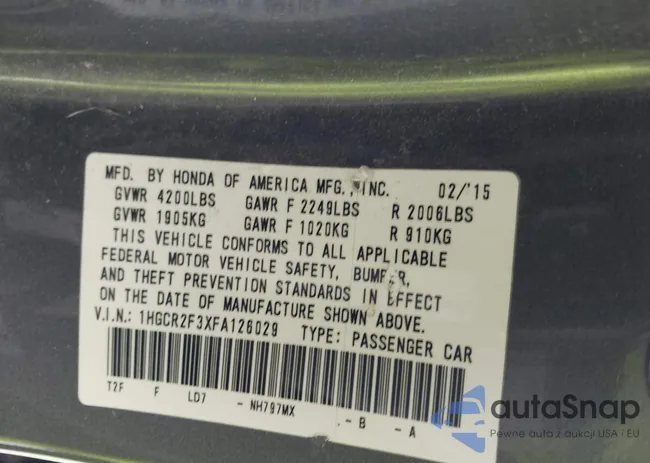 MFD. BY HONDA OF AMERICA MFG., INC. 02/'15
GVWR 4200LBS GAWR F 2249LBS R 2006LBS
GVWR 1905KG GAWR F 1020KG R 910KG
THIS VEHICLE CONFORMS TO ALL APPLICABLE
FEDERAL MOTOR VEHICLE SAFETY, BUMPER,
AND THEFT PREVENTION STANDARDS IN EFFECT
ON THE DATE OF MANUFACTURE SHOWN ABOVE.
V.I.N.: 1HGCR2F3XFA126029 TYPE: PASSENGER CAR
T2F F LD7 - NH797MX .- B - A
autaSnap
Pewne auto z aukcji USA - EU